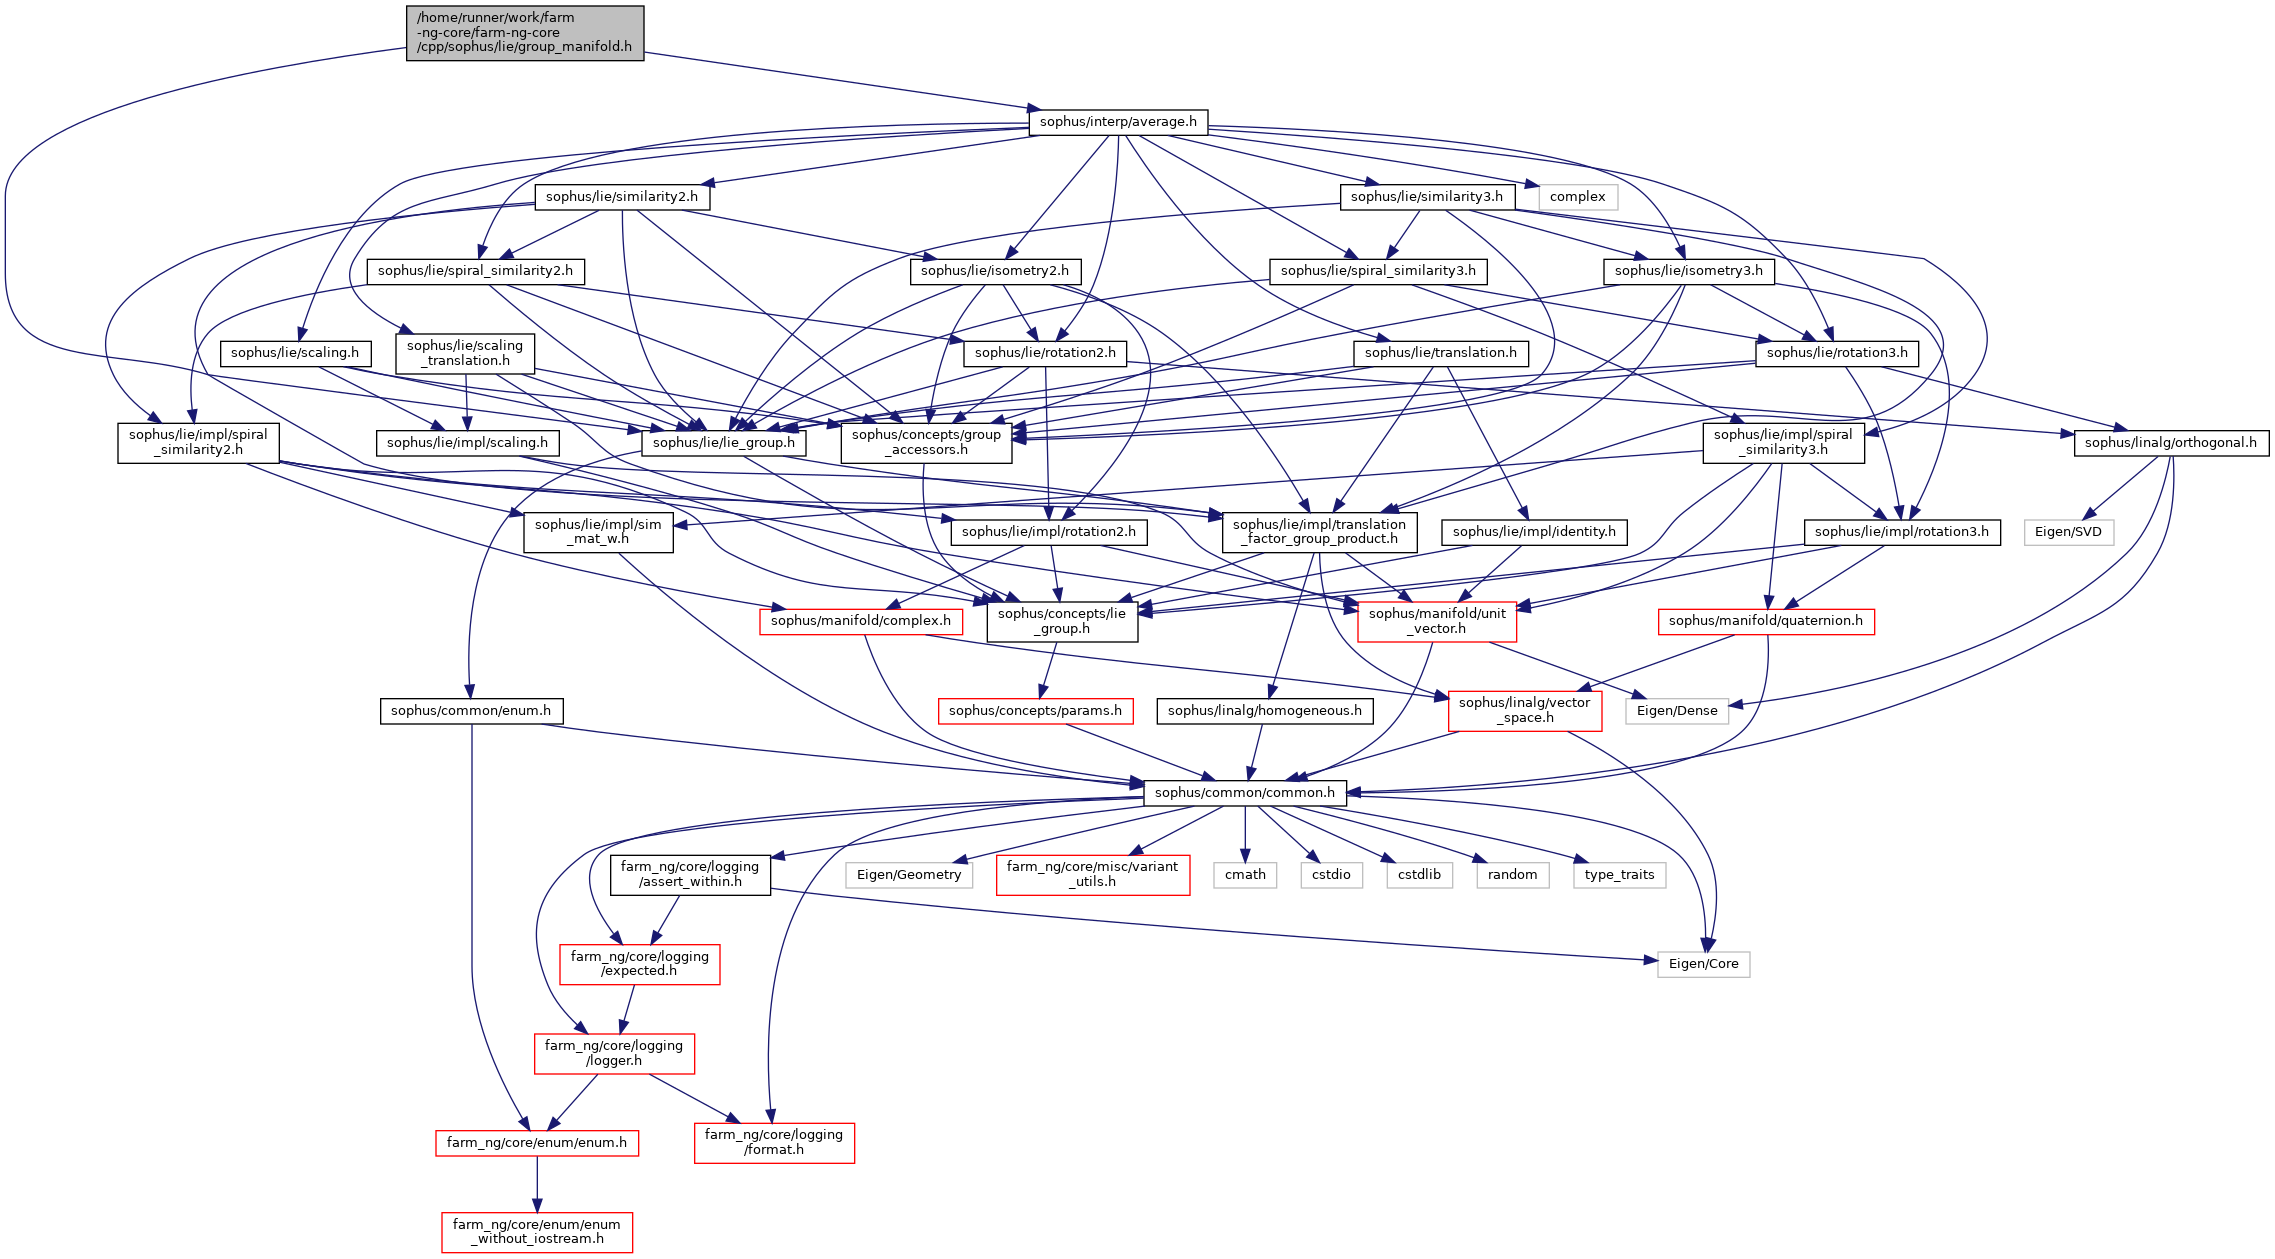 /home/runner/work/farm
-ng-core/farm-ng-core
/cpp/sophus/lie/group_manifold.h
sophus/interp/average.h
sophus/lie/similarity2.h
sophus/lie/similarity3.h
complex
sophus/lie/spiral_similarity2.h
sophus/lie/isometry2.h
sophus/lie/spiral_similarity3.h
sophus/lie/isometry3.h
sophus/lie/scaling.h
sophus/lie/scaling
_translation.h
sophus/lie/rotation2.h
sophus/lie/translation.h
sophus/lie/rotation3.h
sophus/lie/impl/spiral
_similarity2.h
sophus/lie/impl/scaling.h
sophus/lie/lie_group.h
sophus/concepts/group
_accessors.h
sophus/lie/impl/spiral
_similarity3.h
sophus/linalg/orthogonal.h
sophus/lie/impl/sim
_mat_w.h
sophus/lie/impl/rotation2.h
sophus/lie/impl/translation
_factor_group_product.h
sophus/lie/impl/identity.h
sophus/lie/impl/rotation3.h
Eigen/SVD
sophus/manifold/complex.h
sophus/concepts/lie
_group.h
sophus/manifold/unit
_vector.h
sophus/manifold/quaternion.h
sophus/common/enum.h
sophus/concepts/params.h
sophus/linalg/homogeneous.h
sophus/linalg/vector
_space.h
Eigen/Dense
sophus/common/common.h
farm_ng/core/logging
/assert_within.h
Eigen/Geometry
farm_ng/core/misc/variant
_utils.h
cmath
cstdio
cstdlib
random
type_traits
farm_ng/core/logging
/expected.h
Eigen/Core
farm_ng/core/logging
/logger.h
farm_ng/core/enum/enum.h
farm_ng/core/logging
/format.h
farm_ng/core/enum/enum
_without_iostream.h